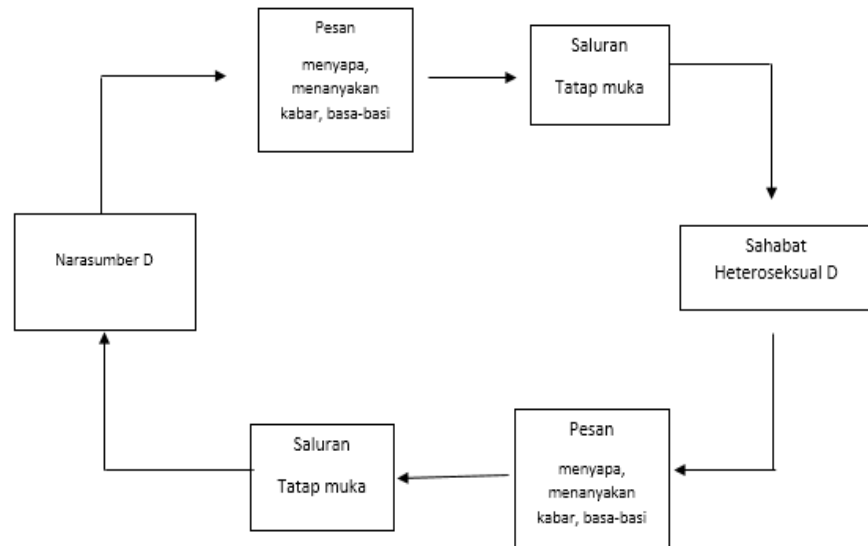 Pesan
menyapa,
menanyakan
kabar, basa-basi
Saluran
Tatap muka
Narasumber D
Sahabat
Heteroseksual D
Saluran
Tatap muka
Pesan
menyapa,
menanyakan
kabar, basa-basi